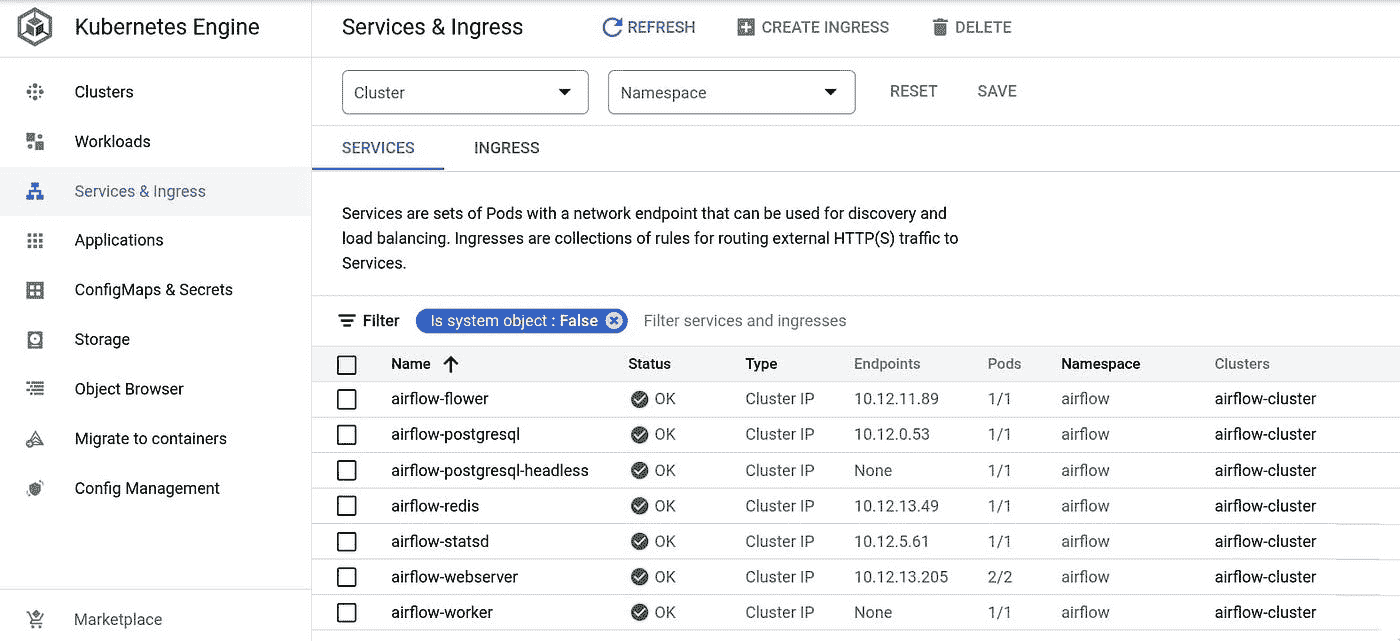 Kubernetes Engine
Services & Ingress
REFRESH
CREATE INGRESS
DELETE
Clusters
Workloads
Services & Ingress
Applications
ConfigMaps & Secrets
Storage
Object Browser
Migrate to containers
Config Management
Marketplace
Cluster
Namespace
RESET
SAVE
SERVICES
INGRESS
Services are sets of Pods with a network endpoint that can be used for discovery and
load balancing. Ingresses are collections of rules for routing external HTTP(S) traffic to
Services.
Filter Is system object : False Filter services and ingresses
Name Status Type Endpoints Pods Namespace Clusters
airflow-flower OK Cluster IP 10.12.11.89 1/1 airflow airflow-cluster
airflow-postgresql OK Cluster IP 10.12.0.53 1/1 airflow airflow-cluster
airflow-postgresql-headless OK Cluster IP None 1/1 airflow airflow-cluster
airflow-redis OK Cluster IP 10.12.13.49 1/1 airflow airflow-cluster
airflow-statsd OK Cluster IP 10.12.5.61 1/1 airflow airflow-cluster
airflow-webserver OK Cluster IP 10.12.13.205 2/2 airflow airflow-cluster
airflow-worker OK Cluster IP None 1/1 airflow airflow-cluster